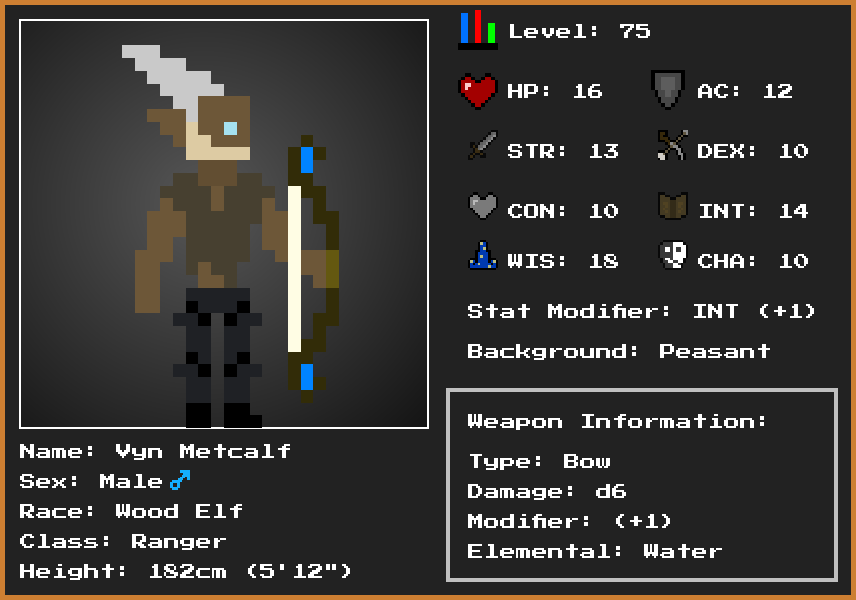 Level: 75
HP: 16
AC: 12
STR: 13
DEX: 10
CON: 10
INT: 14
WIS: 18
CHA: 10
Stat Modifier: INT (+1)
Background: Peasant
Weapon Information:
Type: Bow
Damage: d6
Modifier: (+1)
Elemental: Water
Name: Vyn Metcalf
Sex: Male ♂
Race: Wood Elf
Class: Ranger
Height: 182cm (5'12")